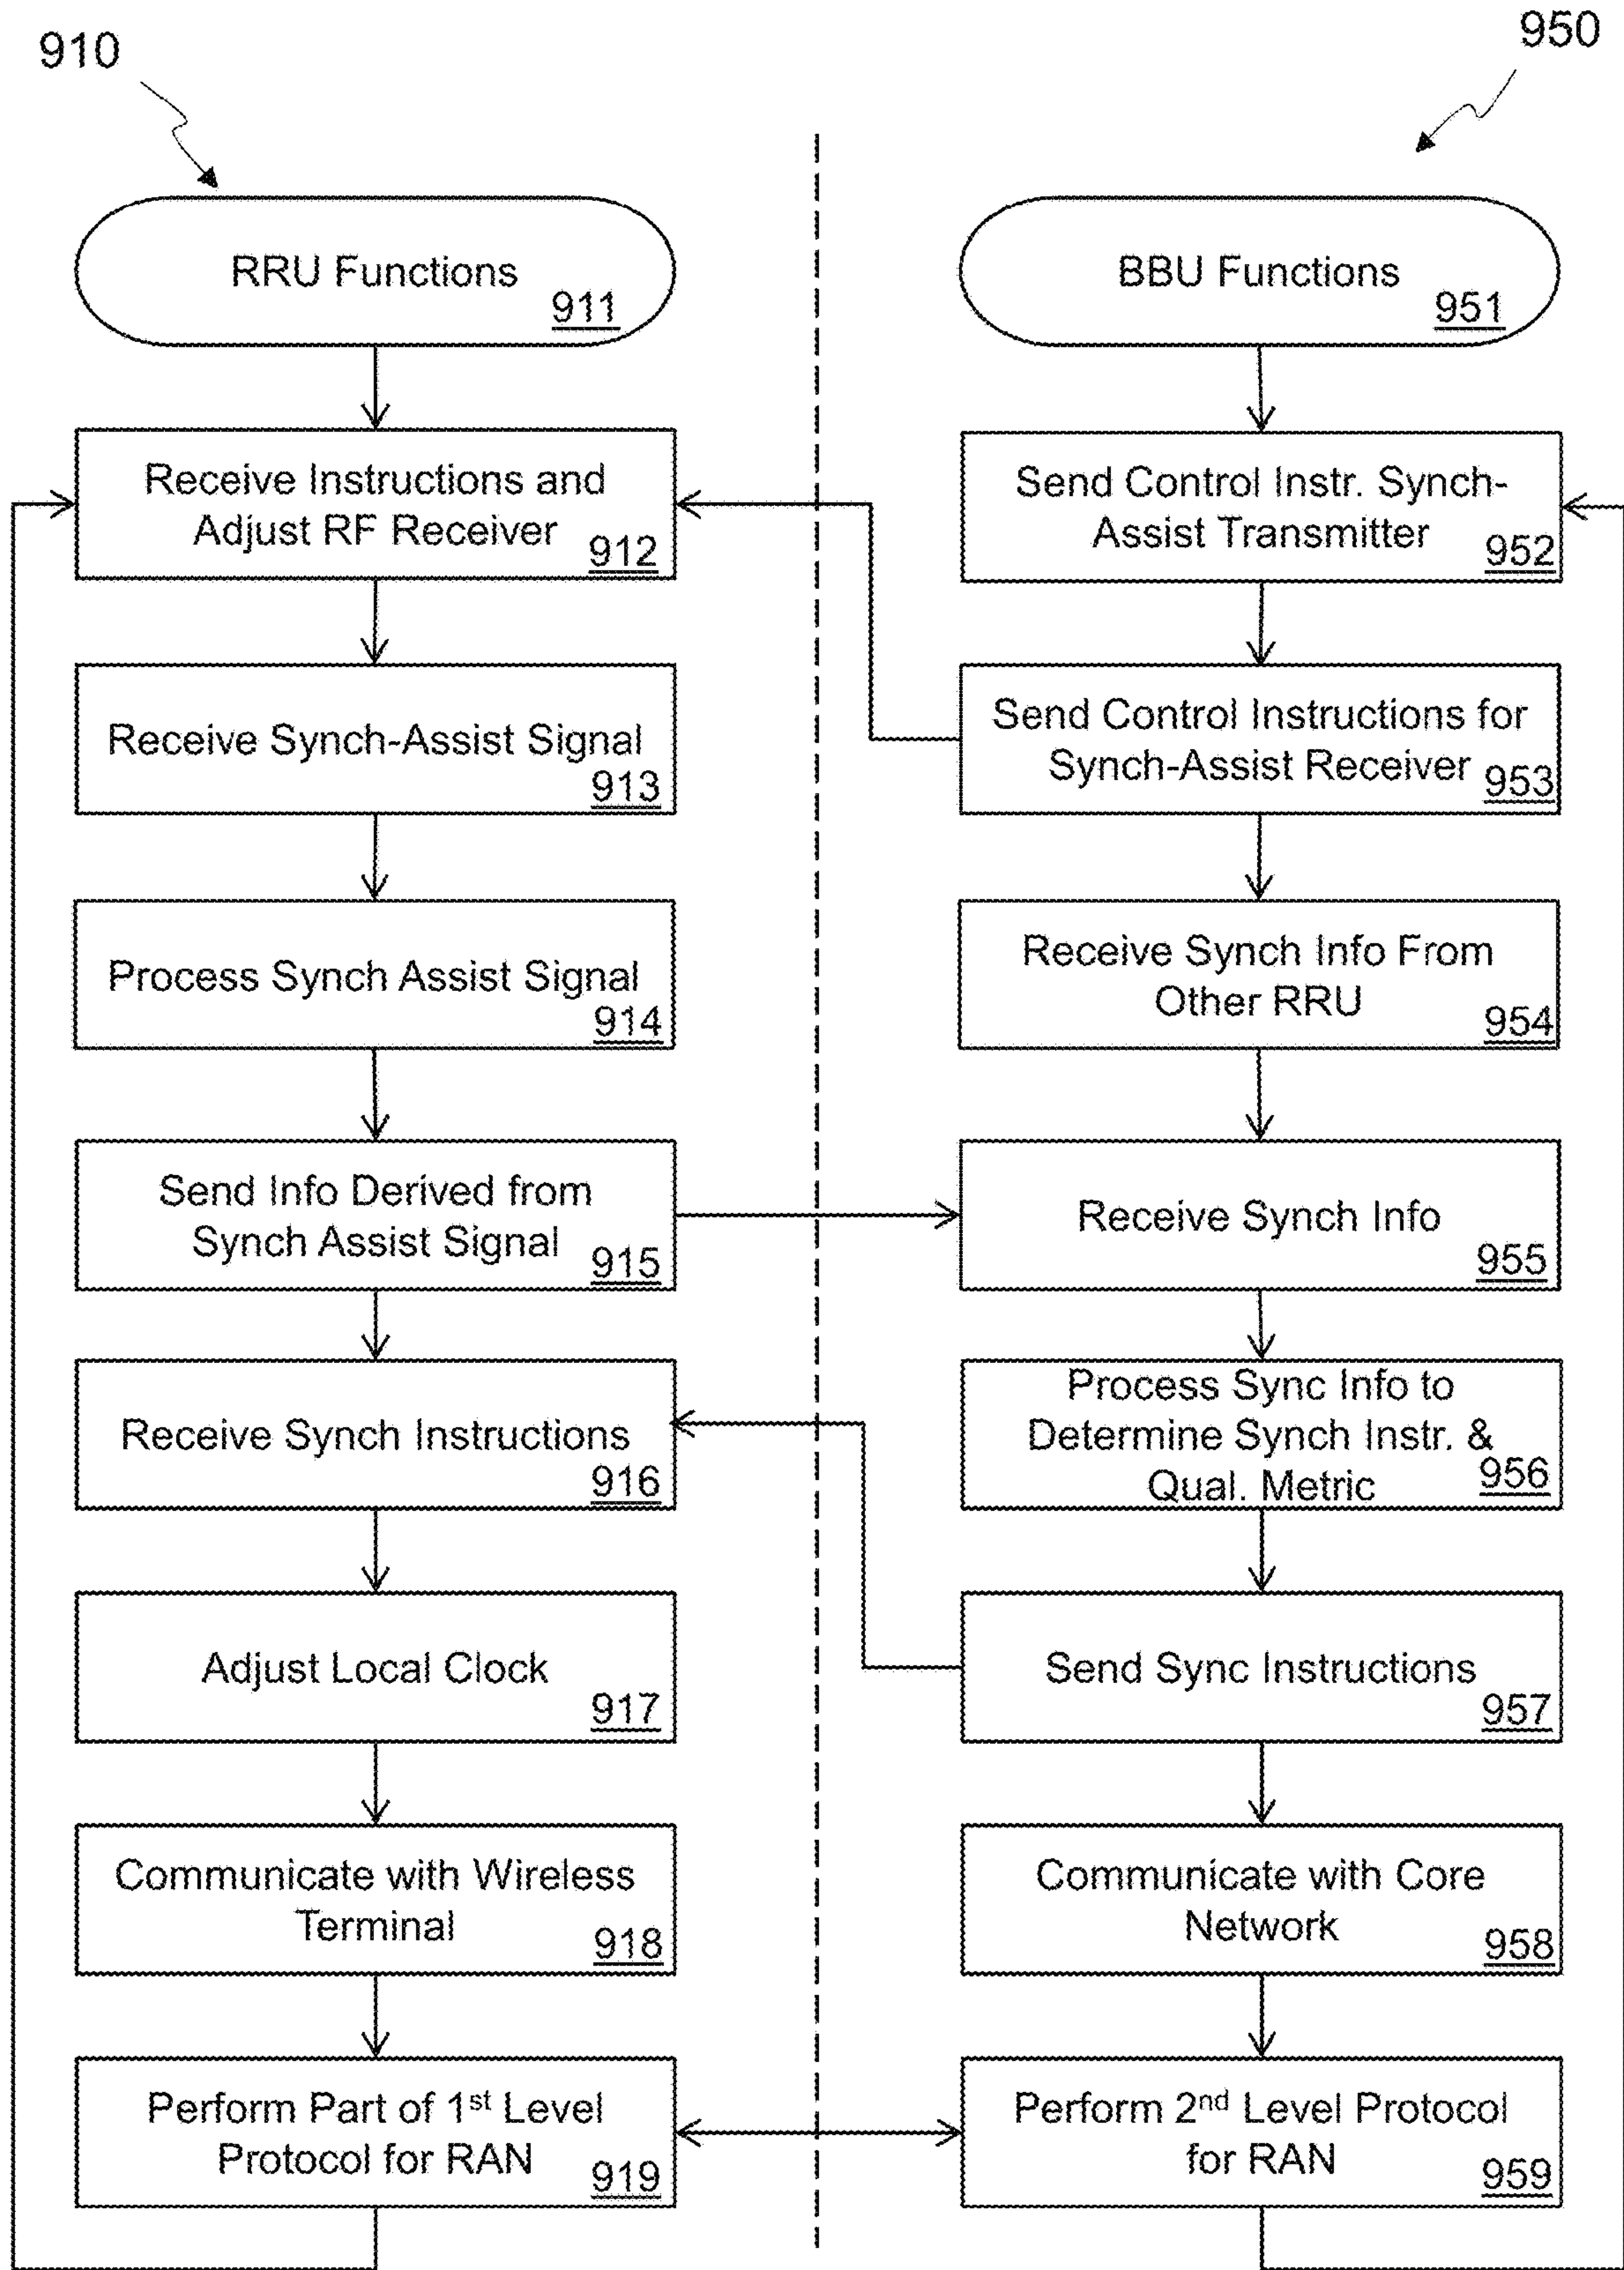 910
950
RRU Functions
911
Receive Instructions and
Adjust RF Receiver
912
Receive Synch-Assist Signal
913
Process Synch Assist Signal
914
Send Info Derived from
Synch Assist Signal
915
Receive Synch Instructions
916
Adjust Local Clock
917
Communicate with Wireless
Terminal
918
Perform Part of 1st Level
Protocol for RAN
919
BBU Functions
951
Send Control Instr. Synch-
Assist Transmitter
952
Send Control Instructions for
Synch-Assist Receiver
953
Receive Synch Info From
Other RRU
954
Receive Synch Info
955
Process Sync Info to
Determine Synch Instr. &
Qual. Metric
956
Send Sync Instructions
957
Communicate with Core
Network
958
Perform 2nd Level Protocol
for RAN
959